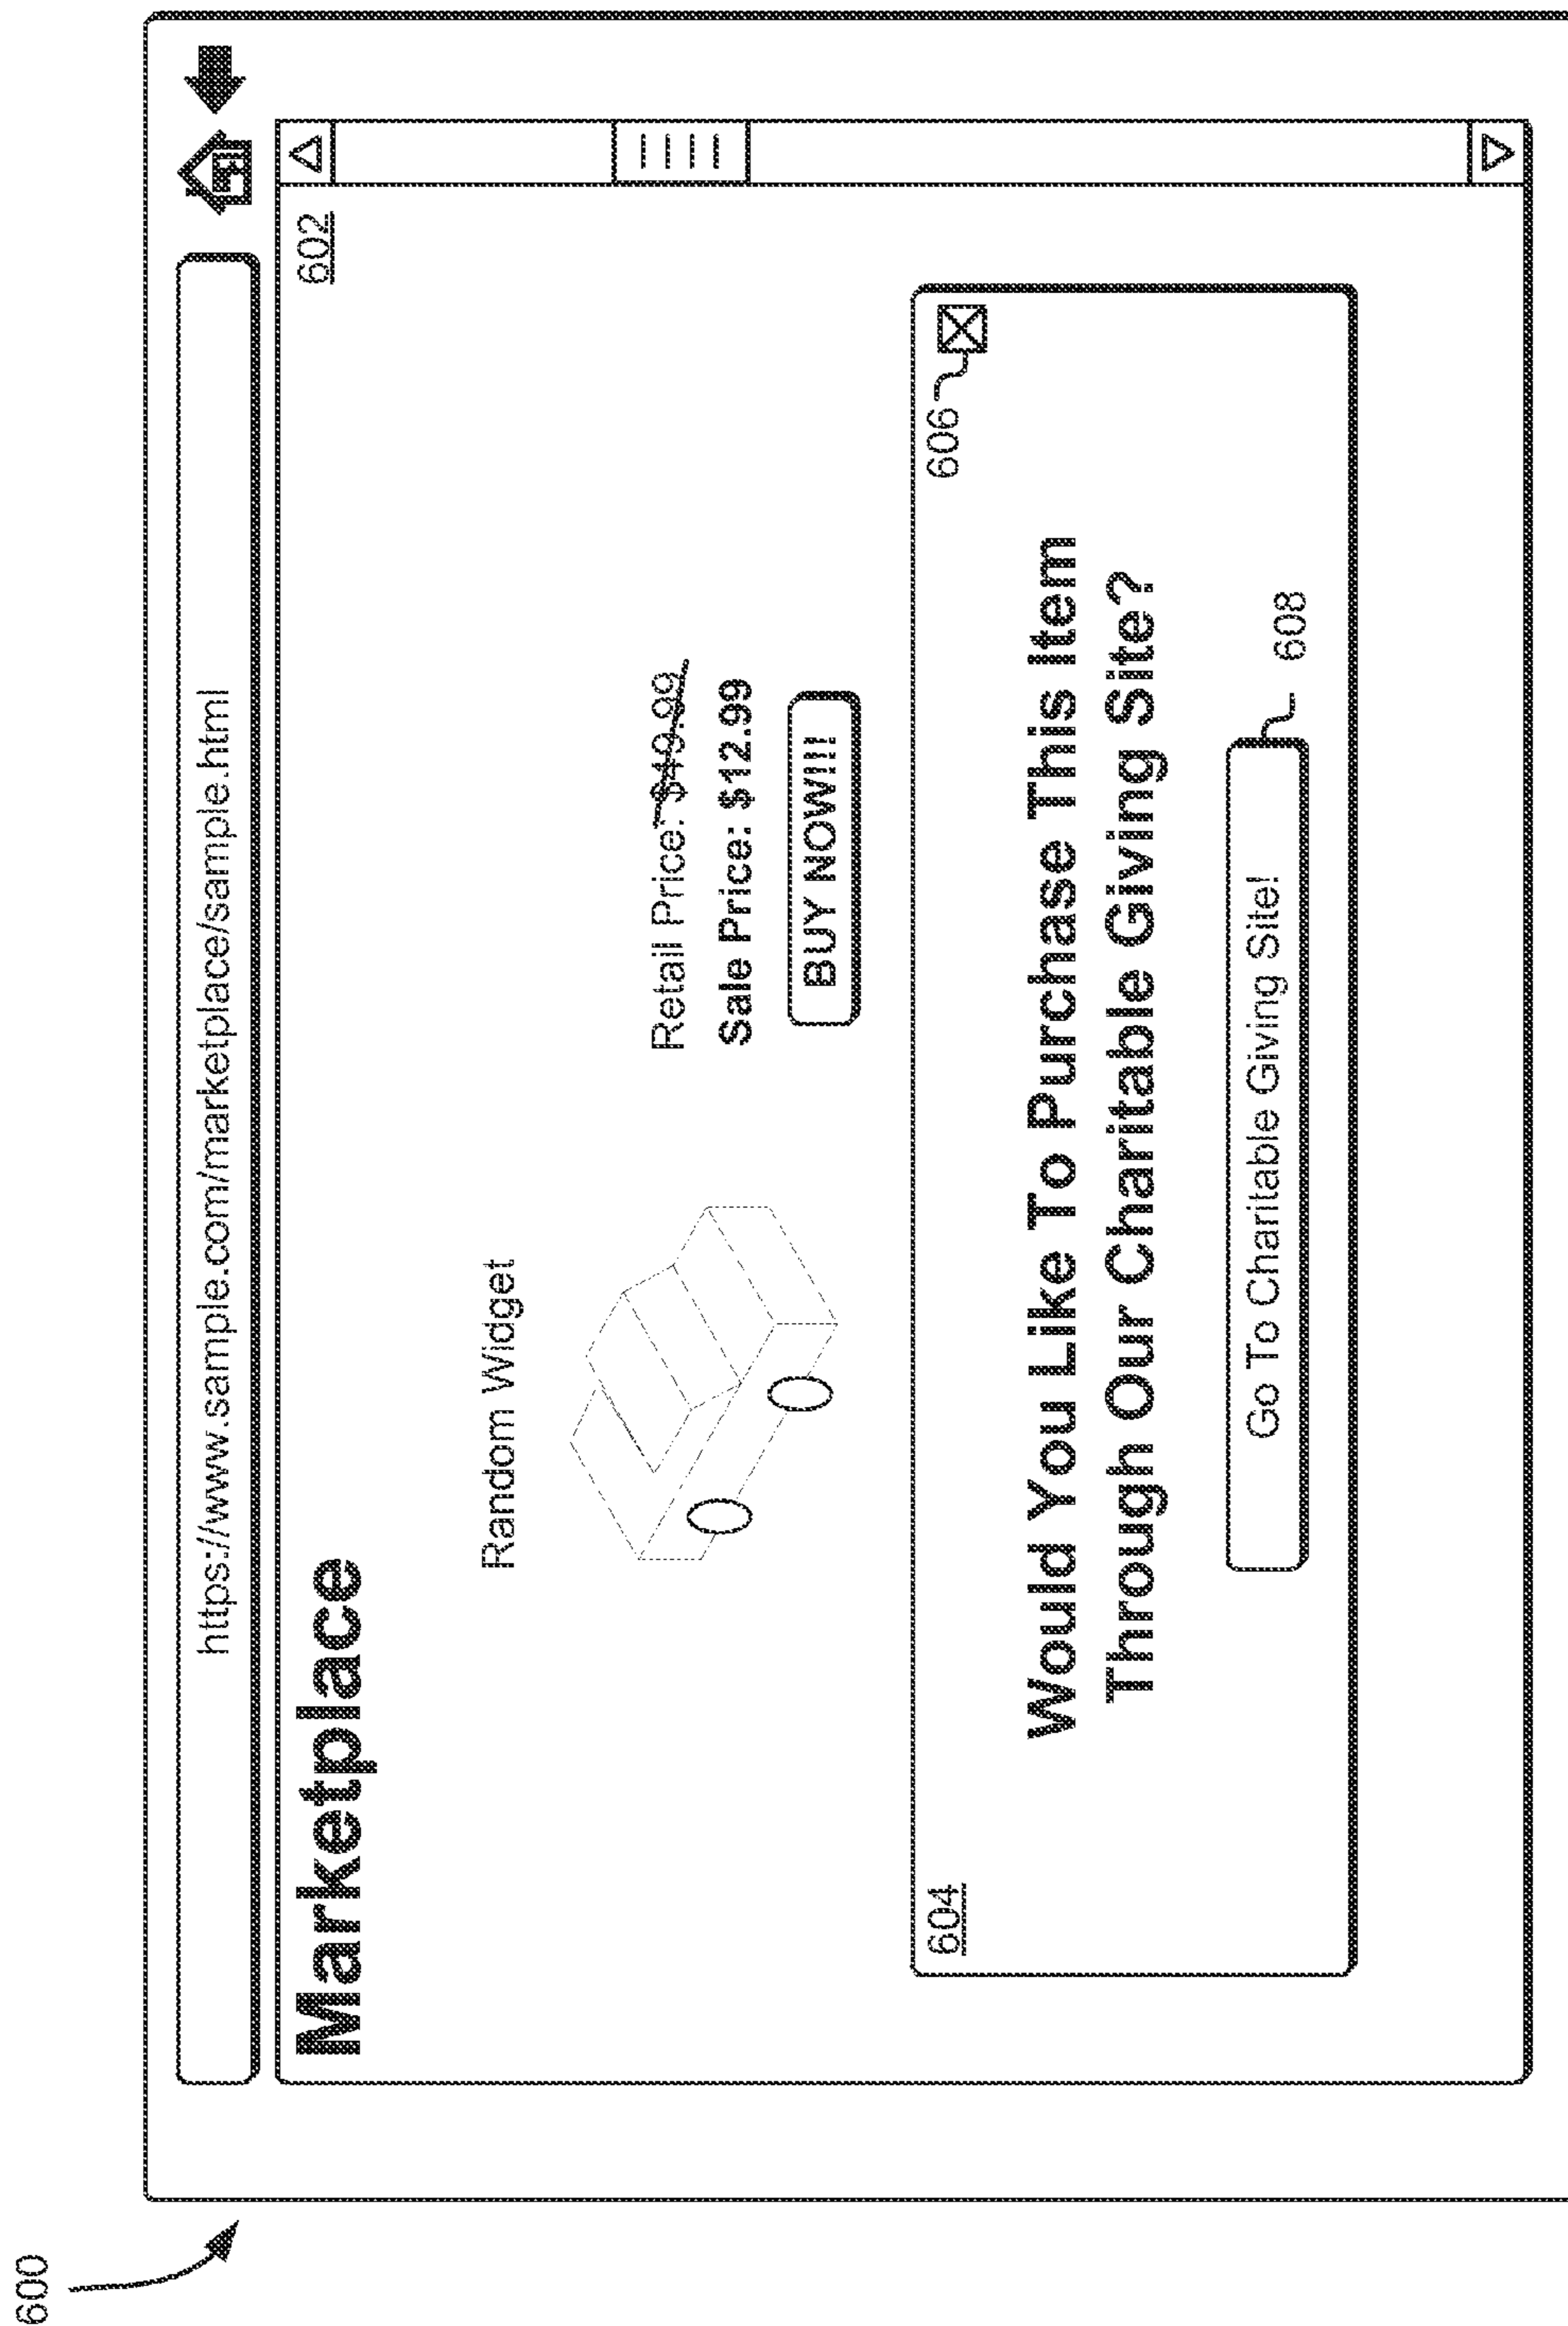 600
https://www.sample.com/marketplace/sample.html
Marketplace
602
Random Widget
Retail Price: $19.99
Sale Price: $12.99
BUY NOW!!!
604
606
Would You Like To Purchase This Item
Through Our Charitable Giving Site?
Go To Charitable Giving Site!
608